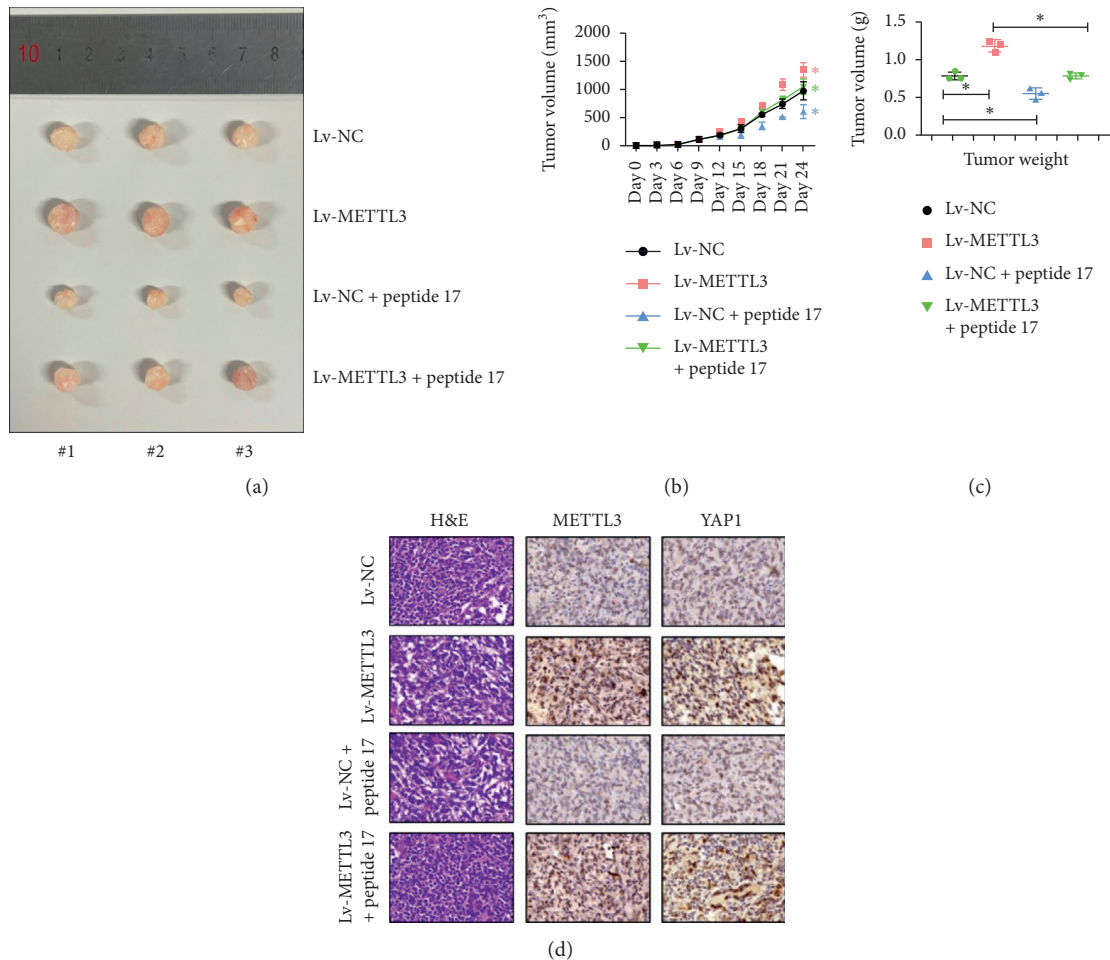 10 1 2 3 4 5 6 7 8 9
Lv-NC
Lv-METTL3
Lv-NC + peptide 17
Lv-METTL3 + peptide 17
#1 #2 #3
(a)
Tumor volume (mm³)
2000
1500
1000
500
0
Day 0
Day 3
Day 6
Day 9
Day 12
Day 15
Day 18
Day 21
Day 24
*
*
*
Lv-NC
Lv-METTL3
Lv-NC + peptide 17
Lv-METTL3
+ peptide 17
(b)
Tumor volume (g)
1.5
1.0
0.5
0.0
*
*
*
Tumor weight
Lv-NC
Lv-METTL3
Lv-NC + peptide 17
Lv-METTL3
+ peptide 17
(c)
H&E METTL3 YAP1
Lv-NC
Lv-METTL3
Lv-NC +
peptide 17
Lv-METTL3
+ peptide 17
(d)